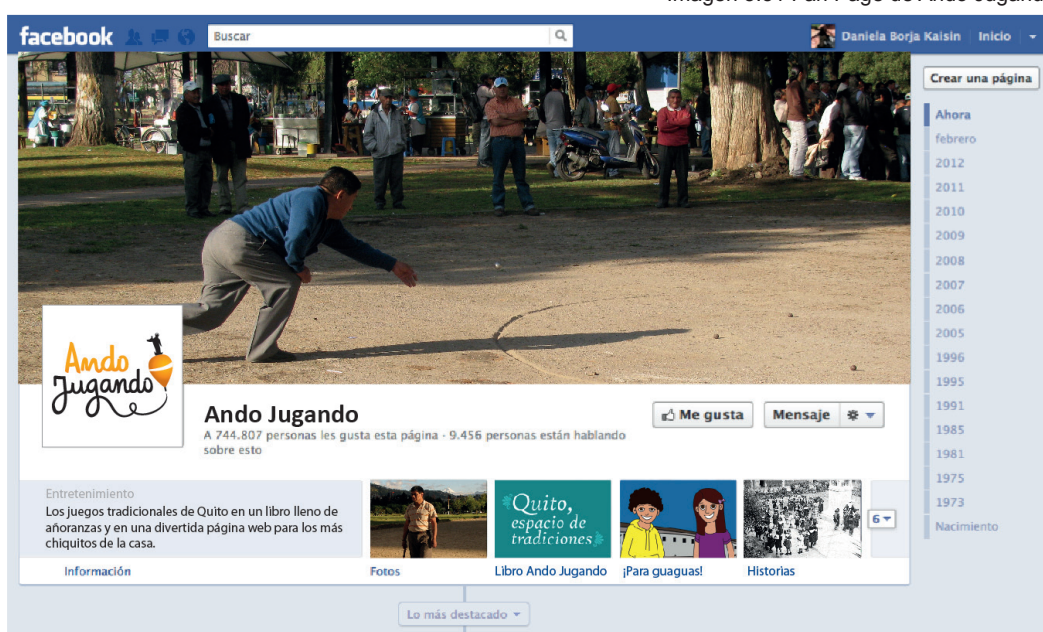 facebook
Buscar
Daniela Borja Kaisin
Inicio
Crear una página
Ahora
febrero
2012
2011
2010
2009
2008
2007
2006
2005
1996
1995
1991
1985
1981
1975
1973
Nacimiento
Ando
Jugando
Ando Jugando
A 744.807 personas les gusta esta página · 9.456 personas están hablando
sobre esto
Me gusta
Mensaje
Entretenimiento
Los juegos tradicionales de Quito en un libro lleno de
añoranzas y en una divertida página web para los más
chiquitos de la casa.
Quito,
espacio de
tradiciones
6
Información
Fotos
Libro Ando Jugando
¡Para guaguas!
Historias
Lo más destacado